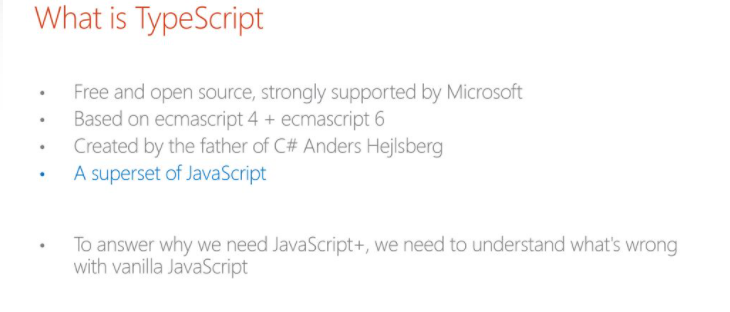 What is TypeScript
• Free and open source, strongly supported by Microsoft
• Based on ecmascript 4 + ecmascript 6
• Created by the father of C# Anders Hejlsberg
• A superset of JavaScript
• To answer why we need JavaScript+, we need to understand what's wrong
with vanilla JavaScript